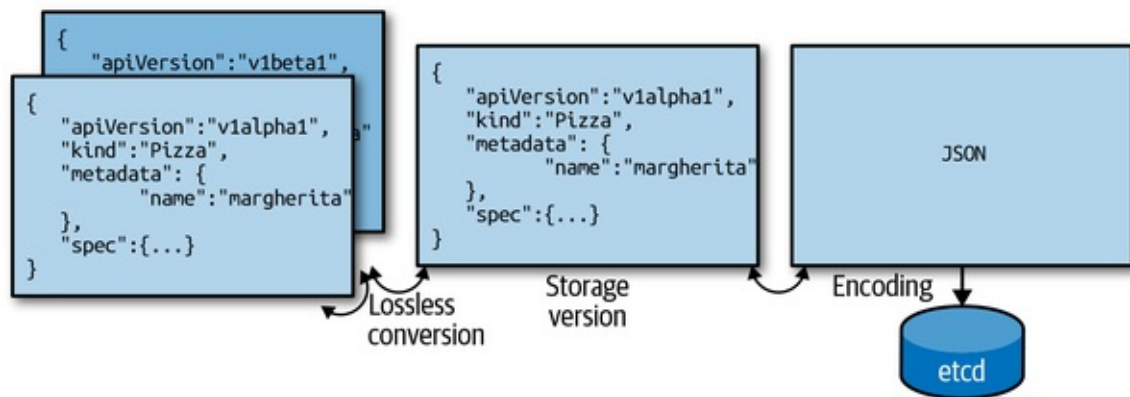 {
"apiVersion":"v1beta1",
{
"apiVersion":"v1alpha1",
"kind":"Pizza",
"metadata": {
"name":"margherita"
},
"spec":{...}
}
a"
{
"apiVersion":"v1alpha1",
"kind":"Pizza",
"metadata": {
"name":"margherita"
},
"spec":{...}
}
JSON
Lossless
conversion
Storage
version
Encoding
etcd